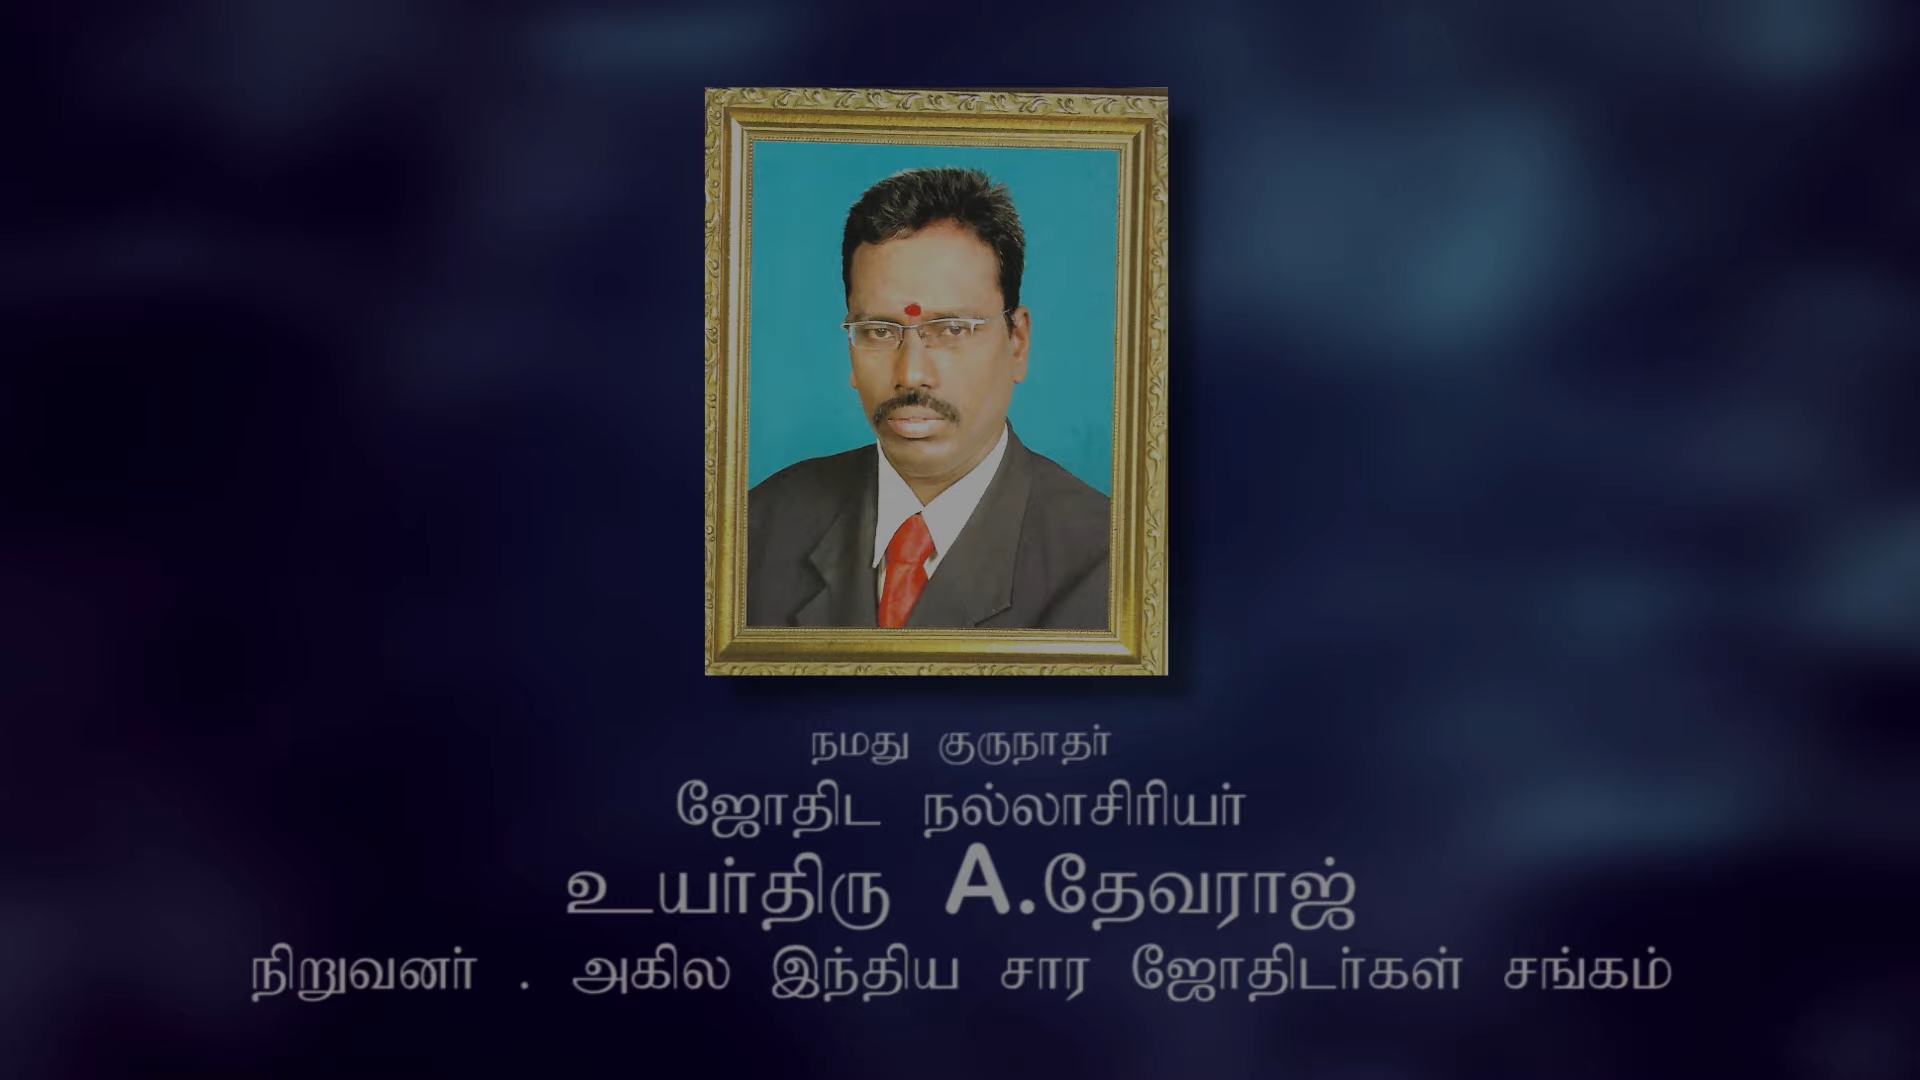 நமது குருநாதர்
ஜோதிட நல்லாசிரியர்
உயர்திரு A.தேவராஜ்
நிறுவனர் . அகில இந்திய சார ஜோதிடர்கள் சங்கம்